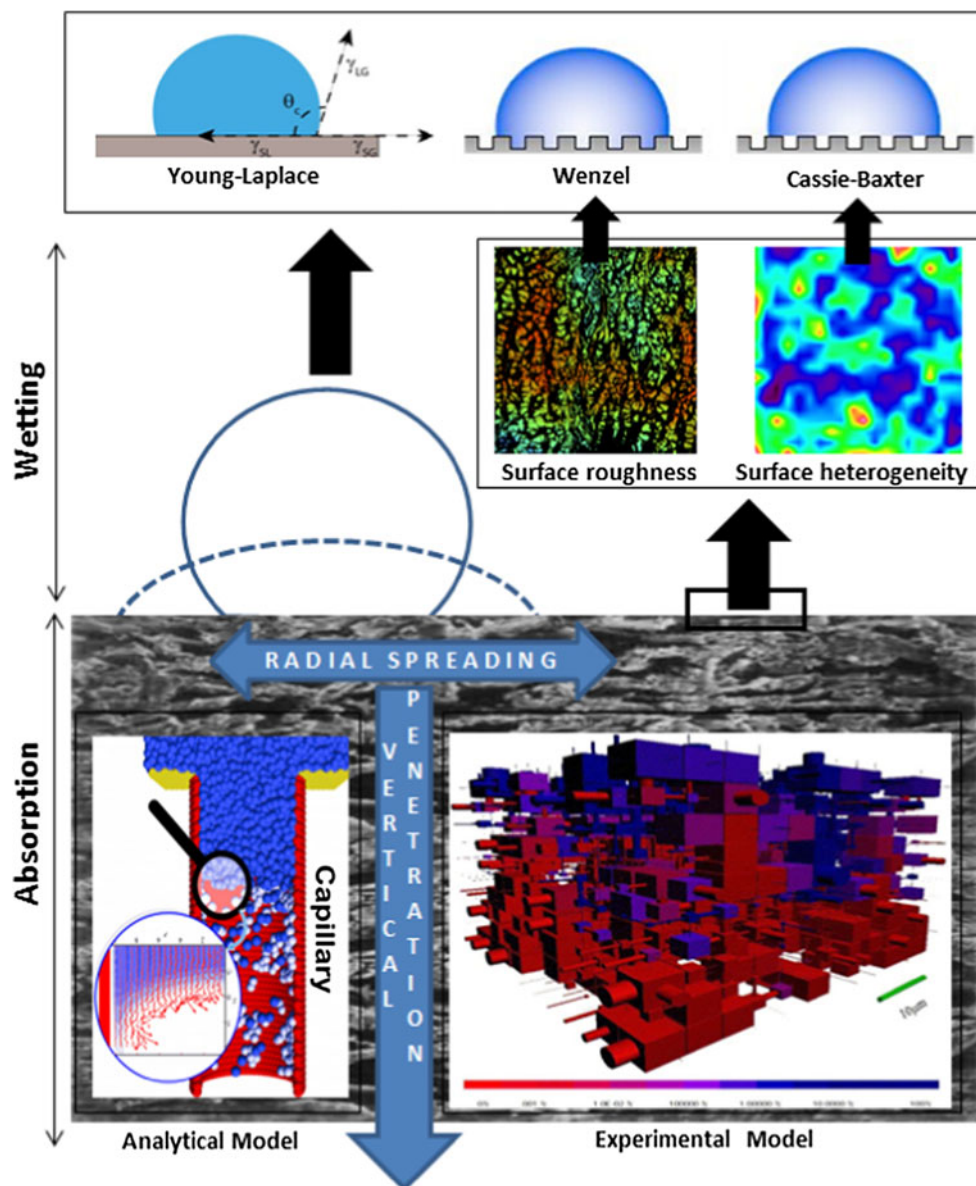 γLG
θc
γSL
γSG
Young-Laplace
Wenzel
Cassie-Baxter
Wetting
Surface roughness
Surface heterogeneity
Absorption
RADIAL SPREADING
VERTICAL
PENETRATION
Capillary
10µm
Analytical Model
Experimental Model